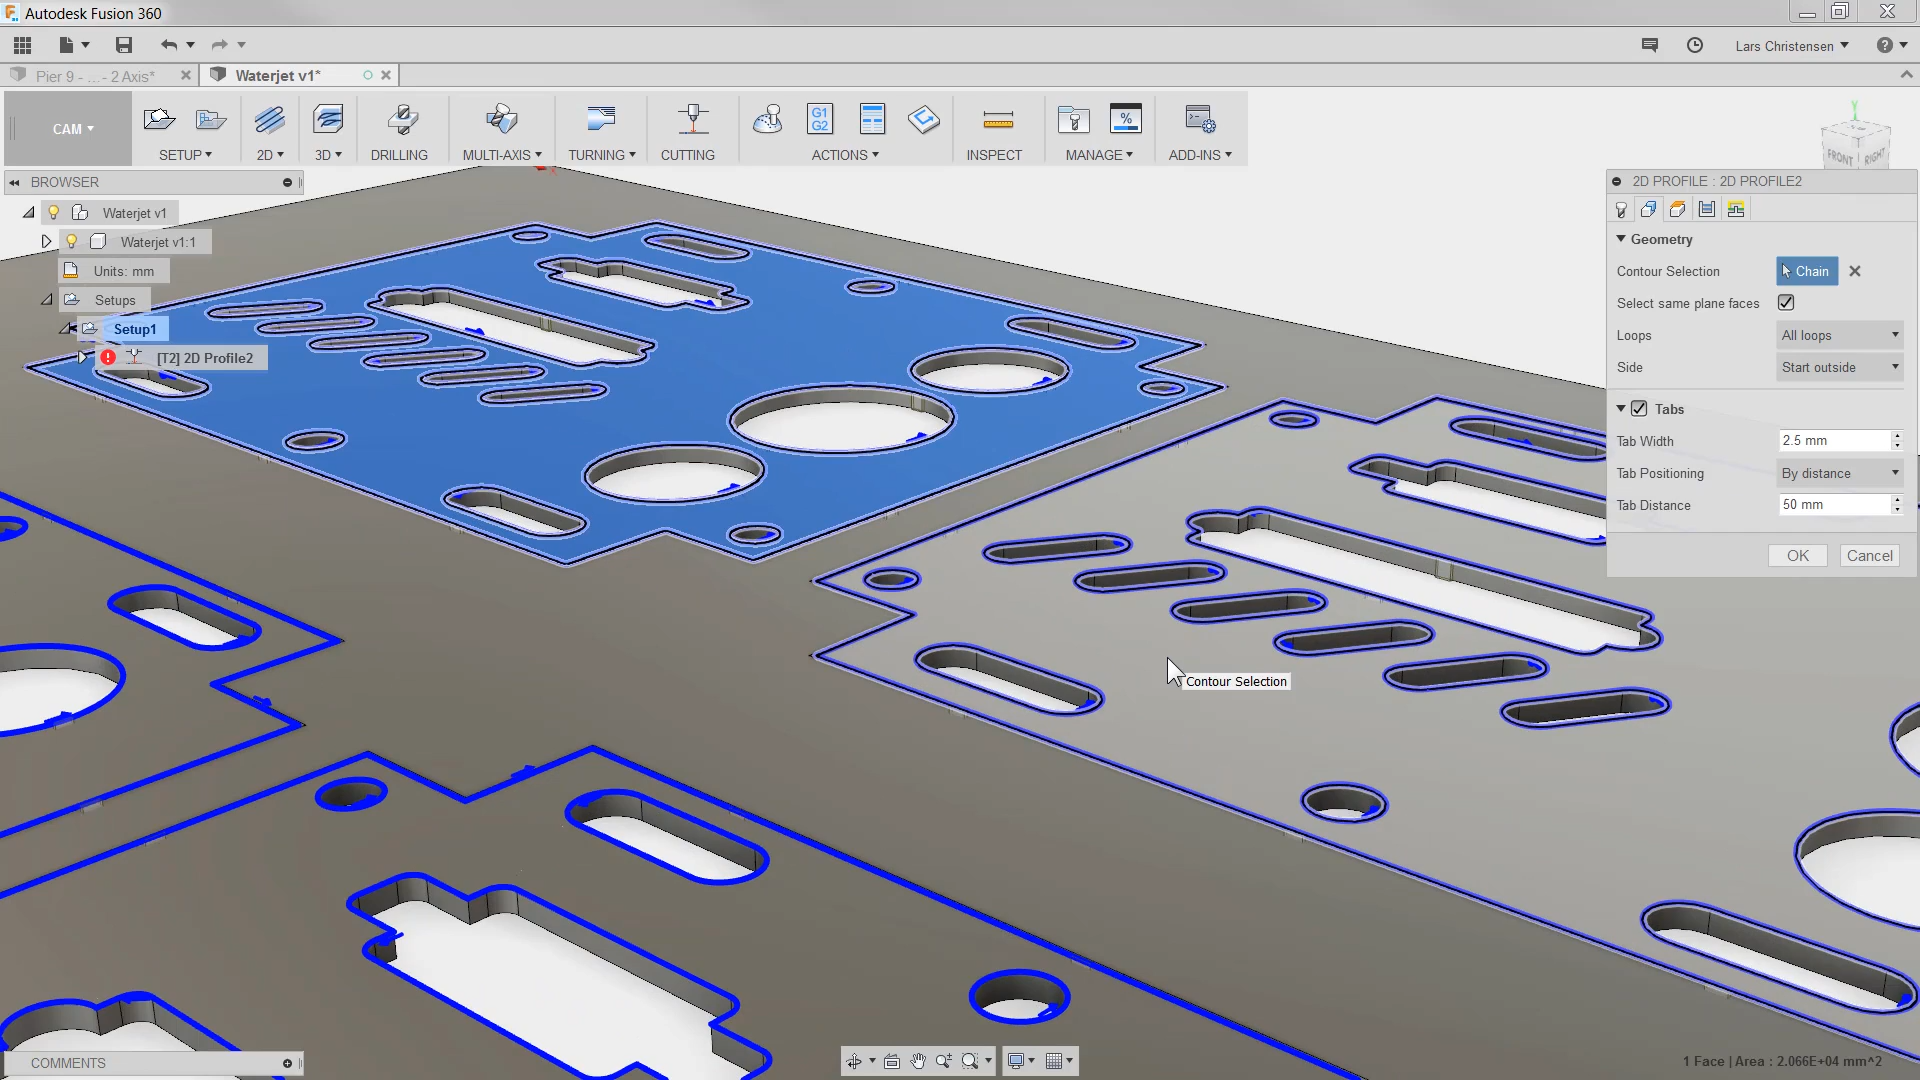 Autodesk Fusion 360
Lars Christensen
Pier 9 - ...- 2 Axis*
Waterjet v1*
CAM
SETUP
2D
3D
DRILLING
MULTI-AXIS
TURNING
CUTTING
G1
G2
ACTIONS
INSPECT
%
MANAGE
ADD-INS
Y
FRONT
RIGHT
BROWSER
Waterjet v1
Waterjet v1:1
Units: mm
Setups
Setup1
[T2] 2D Profile2
2D PROFILE : 2D PROFILE2
Geometry
Contour Selection
Chain
Select same plane faces
Loops
All loops
Side
Start outside
Tabs
Tab Width
2.5 mm
Tab Positioning
By distance
Tab Distance
50 mm
OK
Cancel
Contour Selection
COMMENTS
1 Face | Area : 2.066E+04 mm^2